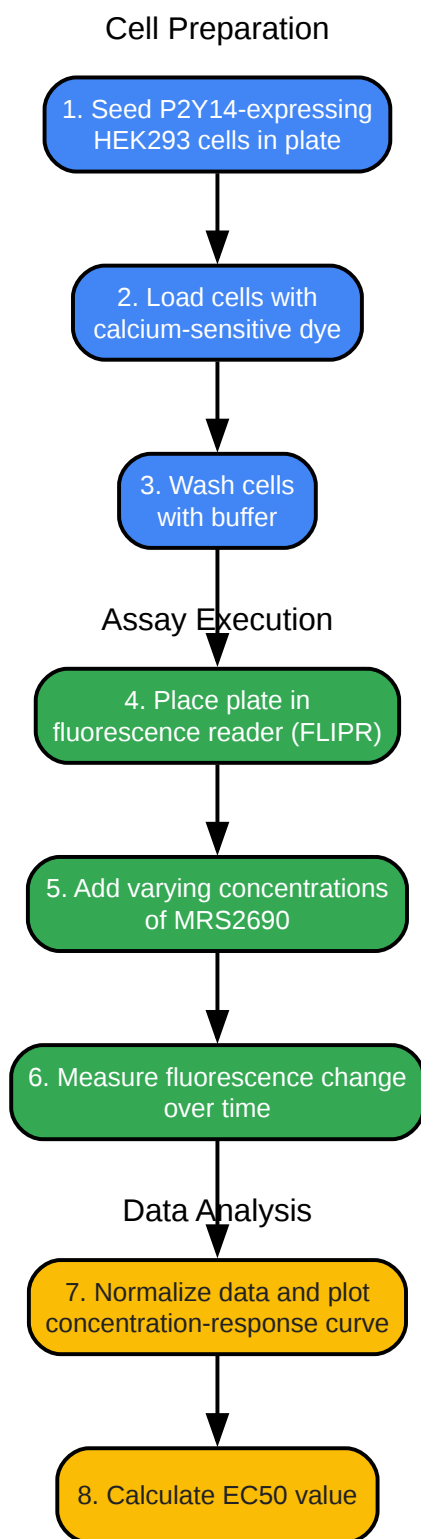 Cell Preparation
1. Seed P2Y14-expressing
HEK293 cells in plate
2. Load cells with
calcium-sensitive dye
3. Wash cells
with buffer
Assay Execution
4. Place plate in
fluorescence reader (FLIPR)
5. Add varying concentrations
of MRS2690
6. Measure fluorescence change
over time
Data Analysis
7. Normalize data and plot
concentration-response curve
8. Calculate EC50 value